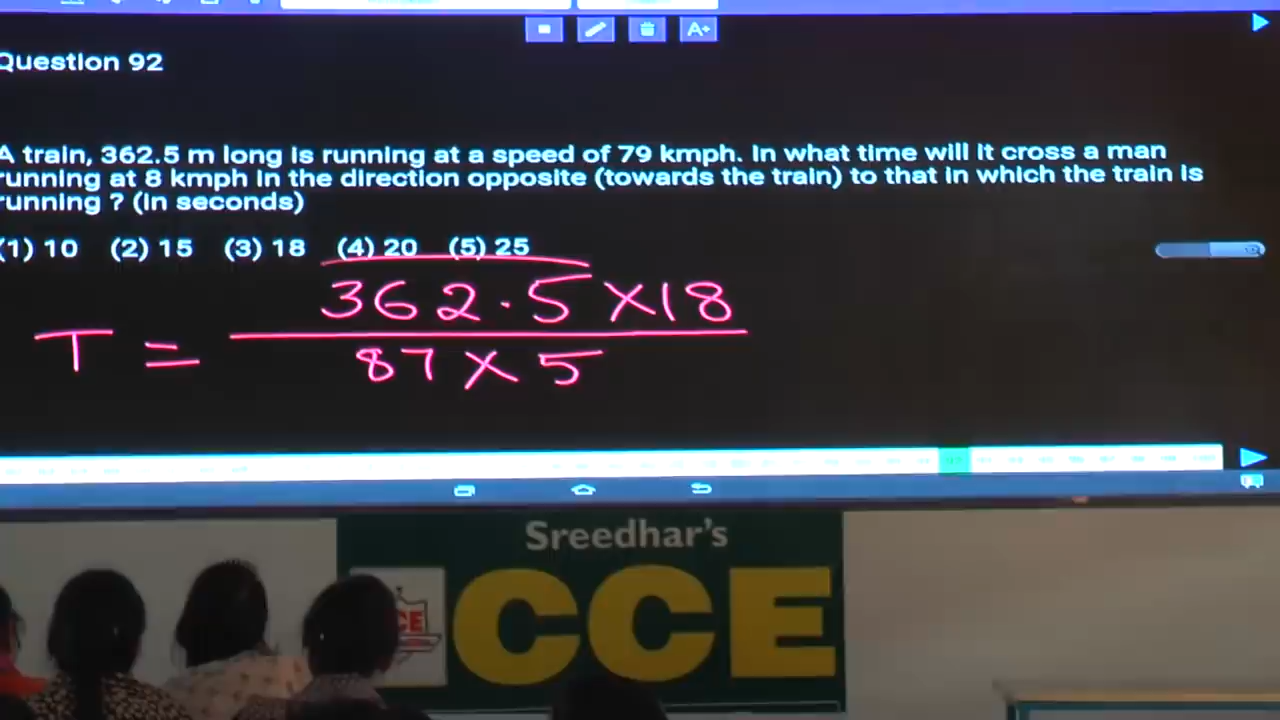 Question 92
A train, 362.5 m long is running at a speed of 79 kmph. In what time will it cross a man
running at 8 kmph in the direction opposite (towards the train) to that in which the train is
running ? (in seconds)
(1) 10 (2) 15 (3) 18 (4) 20 (5) 25
362.5 × 18
T =
87 × 5
A+
Sreedhar's
CCE
CE